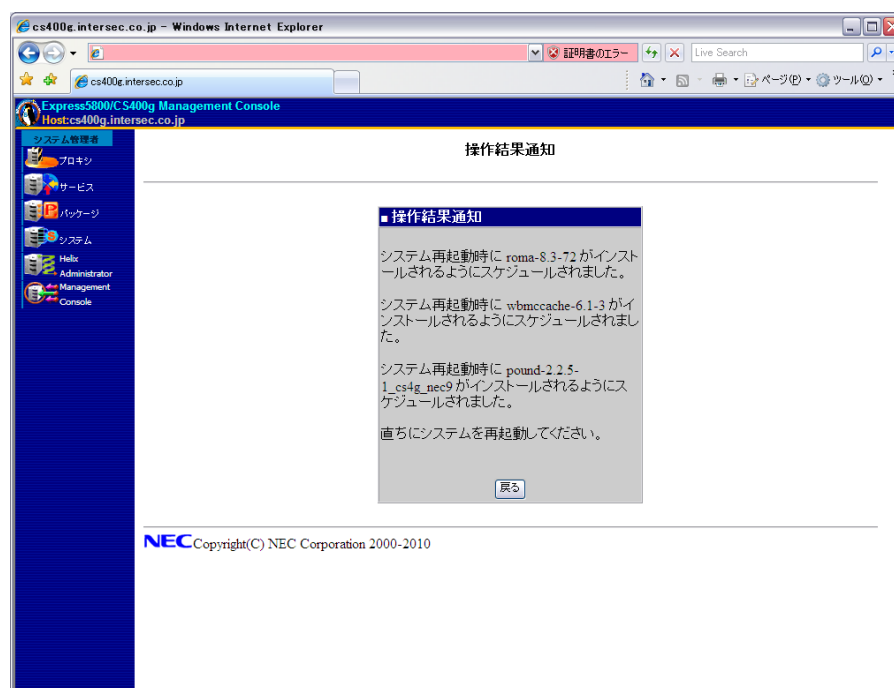 cs400g.intersec.co.jp - Windows Internet Explorer
証明書のエラー
Live Search
cs400g.intersec.co.jp
ページ(P)
ツール(O)
Express5800/CS400g Management Console
Host:cs400g.intersec.co.jp
システム管理者
プロキシ
サービス
パッケージ
システム
Helix
Administrator
Management
Console
操作結果通知
■操作結果通知
システム再起動時に roma-8.3-72 がインスト
ールされるようにスケジュールされました。
システム再起動時に wbmccache-6.1-3 がイ
ンストールされるようにスケジュールされまし
た。
システム再起動時に pound-2.2.5-
1_cs4g_nec9 がインストールされるようにス
ケジュールされました。
直ちにシステムを再起動してください。
戻る
NEC Copyright(C) NEC Corporation 2000-2010